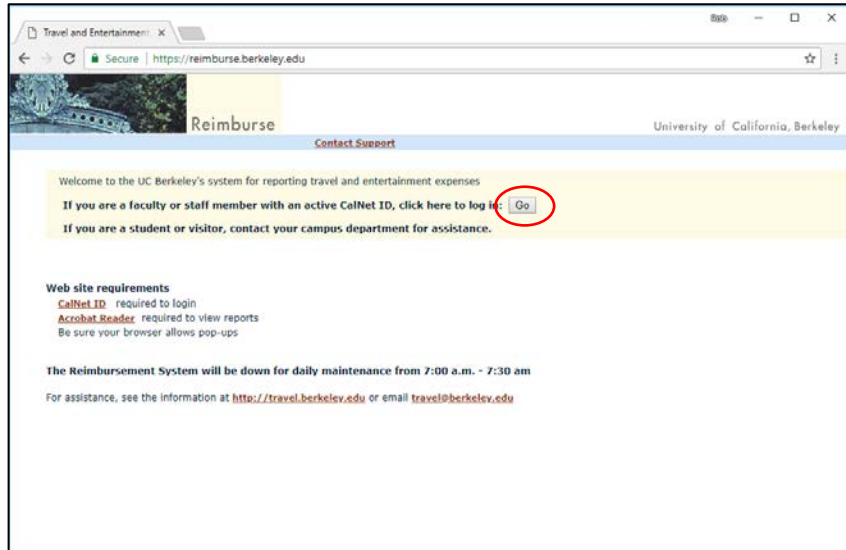 Travel and Entertainment
Secure | https://reimburse.berkeley.edu
Reimburse
University of California, Berkeley
Contact Support
Welcome to the UC Berkeley's system for reporting travel and entertainment expenses
If you are a faculty or staff member with an active CalNet ID, click here to log in: Go
If you are a student or visitor, contact your campus department for assistance.
Web site requirements
CalNet ID required to login
Acrobat Reader required to view reports
Be sure your browser allows pop-ups
The Reimbursement System will be down for daily maintenance from 7:00 a.m. - 7:30 am
For assistance, see the information at http://travel.berkeley.edu or email travel@berkeley.edu